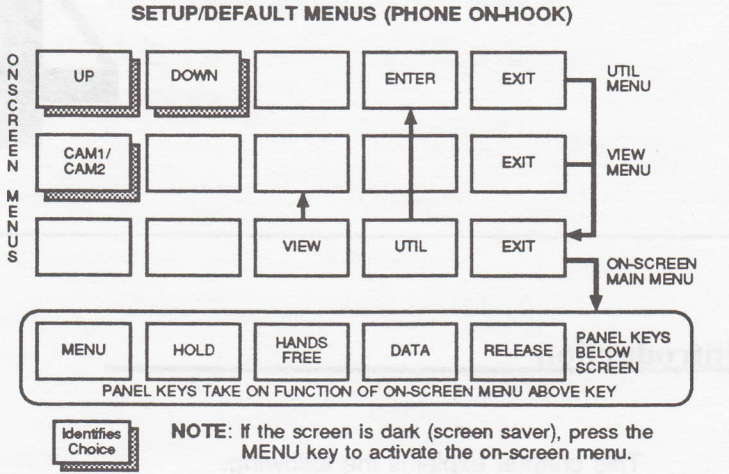 SETUP/DEFAULT MENUS (PHONE ON-HOOK)
ONSCREEN MENUS
UP
DOWN
ENTER
EXIT
UTIL
MENU
CAM1/
CAM2
EXIT
VIEW
MENU
VIEW
UTIL
EXIT
ON-SCREEN
MAIN MENU
MENU
HOLD
HANDS
FREE
DATA
RELEASE
PANEL KEYS
BELOW
SCREEN
PANEL KEYS TAKE ON FUNCTION OF ON-SCREEN MENU ABOVE KEY
Identifies
Choice
NOTE: If the screen is dark (screen saver), press the
MENU key to activate the on-screen menu.